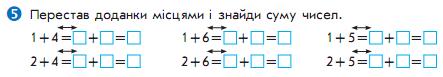 5 Перестав доданки місцями і знайди суму чисел.
1+4=□+□=□ 1+6=□+□=□ 1+5=□+□=□
2+4=□+□=□ 2+6=□+□=□ 2+5=□+□=□